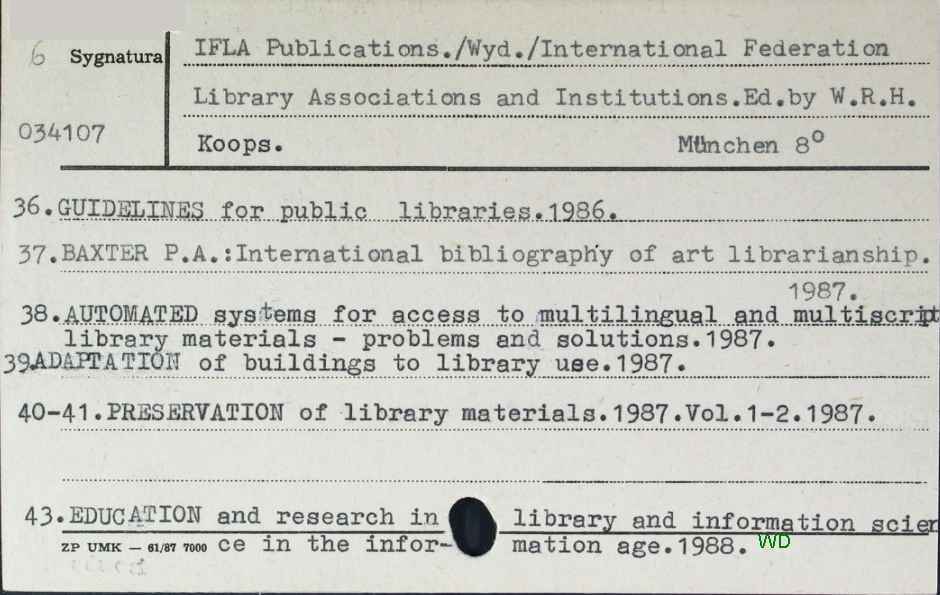 6 Sygnatura
IFLA Publications./Wyd./International Federation
Library Associations and Institutions.Ed.by W.R.H.
034107
Koops. München 8°
36.GUIDELINES for public libraries.1986.
37.BAXTER P.A.:International bibliography of art librarianship.
1987.
38.AUTOMATED systems for access to multilingual and multiscript
library materials - problems and solutions.1987.
39.ADAPTATION of buildings to library use.1987.
40-41.PRESERVATION of library materials.1987.Vol.1-2.1987.
43.EDUCATION and research in library and information scien
ZP UMK — 61/87 7000 ce in the infor- mation age.1988. WD